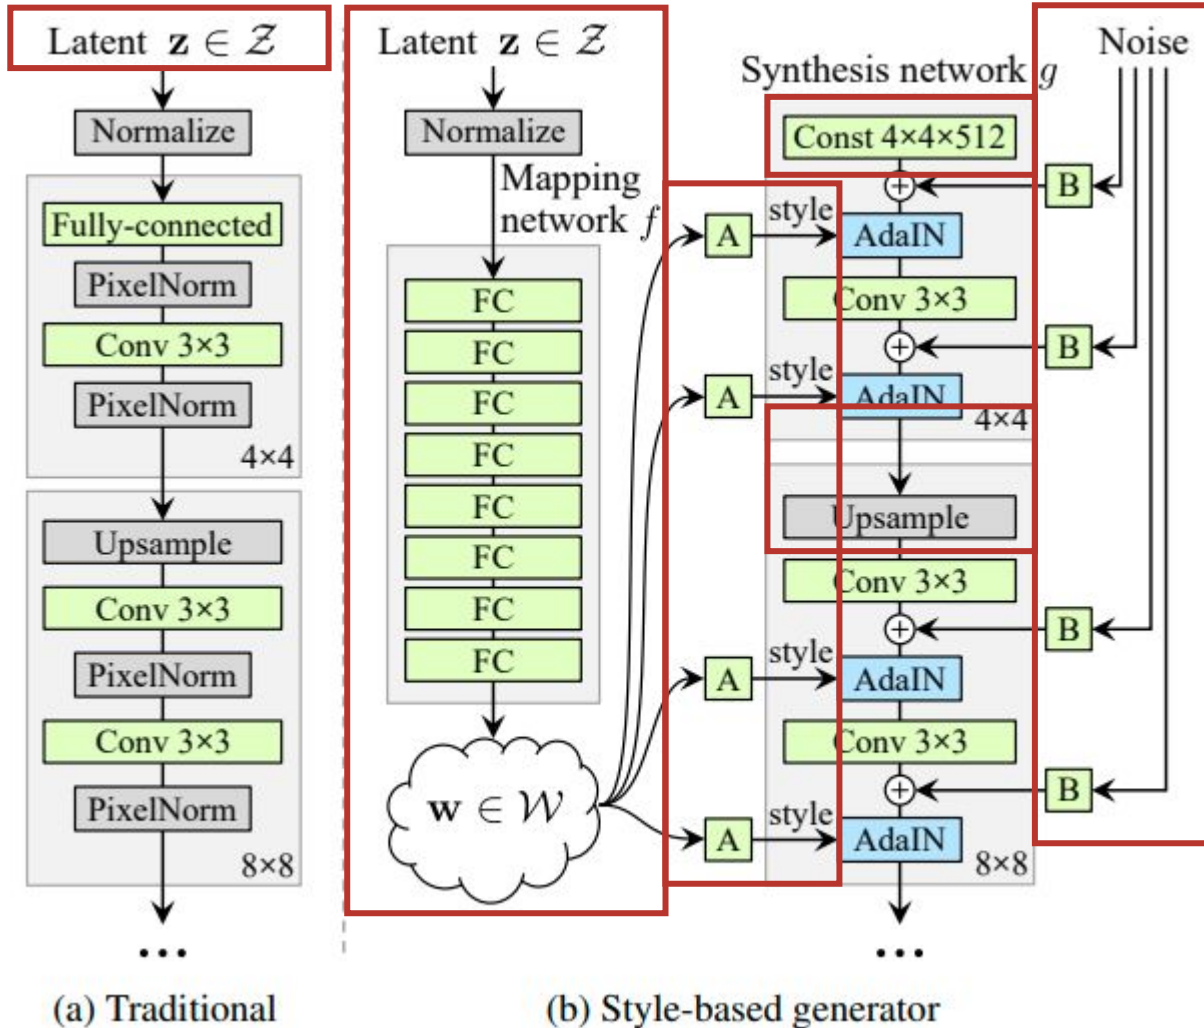 Latent z ∈ Z
Normalize
Fully-connected
PixelNorm
Conv 3×3
PixelNorm
4×4
Upsample
Conv 3×3
PixelNorm
Conv 3×3
PixelNorm
8×8
...
(a) Traditional
Latent z ∈ Z
Normalize
Mapping
network f
FC
FC
FC
FC
FC
FC
FC
FC
w ∈ W
A
style
A
style
A
style
A
style
Synthesis network g
Const 4×4×512
AdaIN
Conv 3×3
AdaIN
4×4
Upsample
Conv 3×3
AdaIN
Conv 3×3
AdaIN
8×8
...
Noise
B
B
B
B
(b) Style-based generator